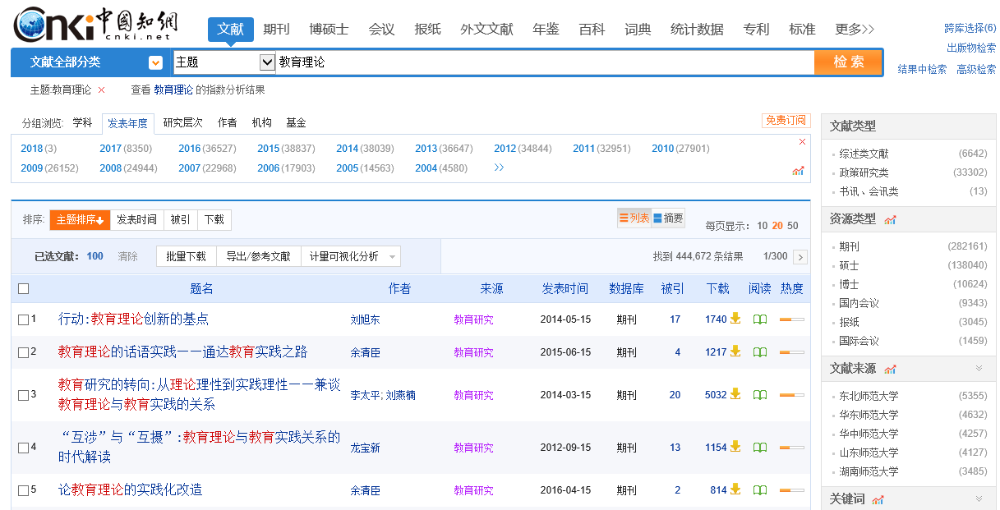 Cnki中国知网
cnki.net
文献 期刊 博硕士 会议 报纸 外文文献 年鉴 百科 词典 统计数据 专利 标准 更多>>
跨库选择(6)
出版物检索
文献全部分类 主题 教育理论 检索
结果中检索 高级检索
主题:教育理论 × 查看 教育理论 的指数分析结果
分组浏览: 学科 发表年度 研究层次 作者 机构 基金 免费订阅
2018(3) 2017(8350) 2016(36527) 2015(38837) 2014(38039) 2013(36647) 2012(34844) 2011(32951) 2010(27901)
2009(26152) 2008(24944) 2007(22968) 2006(17903) 2005(14563) 2004(4580) >>
排序: 主题排序 发表时间 被引 下载 列表 摘要 每页显示: 10 20 50
已选文献: 100 清除 批量下载 导出/参考文献 计量可视化分析 找到 444,672 条结果 1/300 >
题名 作者 来源 发表时间 数据库 被引 下载 阅读 热度
1 行动:教育理论创新的基点 刘旭东 教育研究 2014-05-15 期刊 17 1740
2 教育理论的话语实践——通达教育实践之路 余清臣 教育研究 2015-06-15 期刊 4 1217
3 教育研究的转向:从理论理性到实践理性——兼谈
教育理论与教育实践的关系 李太平; 刘燕楠 教育研究 2014-03-15 期刊 20 5032
4 “互涉”与“互摄”:教育理论与教育实践关系的
时代解读 龙宝新 教育研究 2012-09-15 期刊 13 1154
5 论教育理论的实践化改造 余清臣 教育研究 2016-04-15 期刊 2 814
文献类型
综述类文献 (6642)
政策研究类 (33302)
书讯、会讯类 (13)
资源类型
期刊 (282161)
硕士 (138040)
博士 (10624)
国内会议 (9343)
报纸 (3045)
国际会议 (1459)
文献来源
东北师范大学 (5355)
华东师范大学 (4632)
华中师范大学 (4257)
山东师范大学 (4127)
湖南师范大学 (3485)
关键词